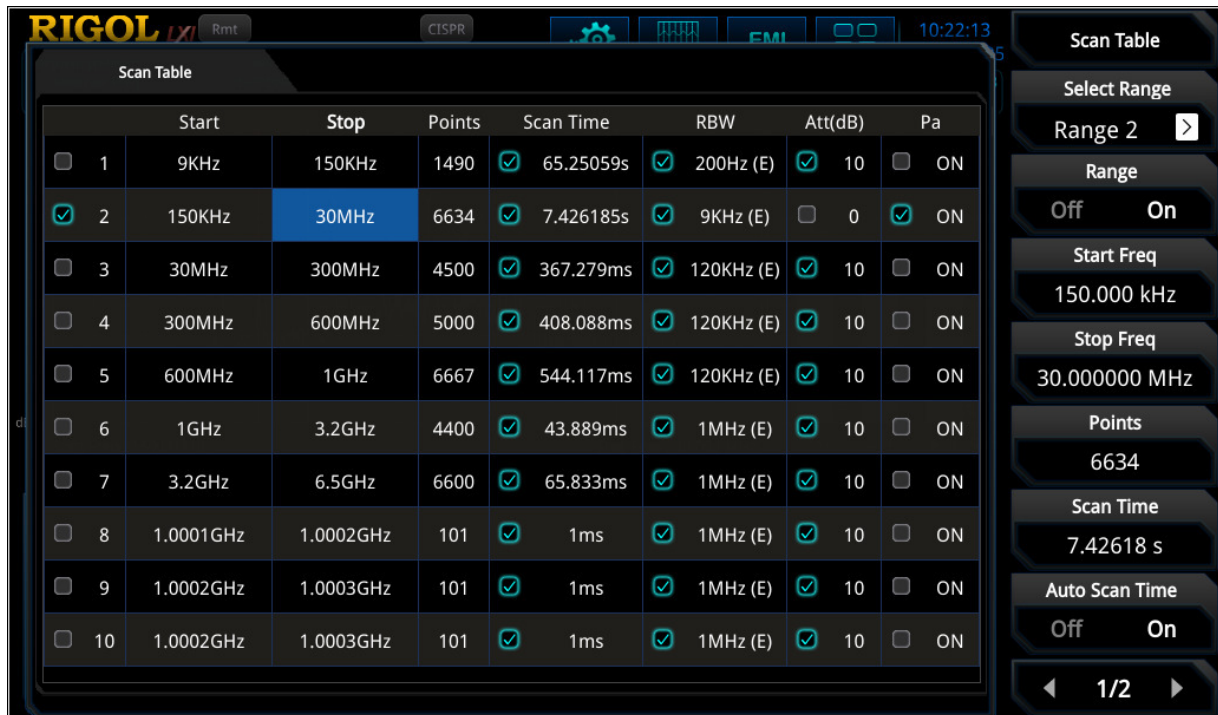 RIGOL LXI Rmt CISPR EMI 10:22:13
Scan Table
Start Stop Points Scan Time RBW Att(dB) Pa
1 9KHz 150KHz 1490 65.25059s 200Hz (E) 10 ON
2 150KHz 30MHz 6634 7.426185s 9KHz (E) 0 ON
3 30MHz 300MHz 4500 367.279ms 120KHz (E) 10 ON
4 300MHz 600MHz 5000 408.088ms 120KHz (E) 10 ON
5 600MHz 1GHz 6667 544.117ms 120KHz (E) 10 ON
6 1GHz 3.2GHz 4400 43.889ms 1MHz (E) 10 ON
7 3.2GHz 6.5GHz 6600 65.833ms 1MHz (E) 10 ON
8 1.0001GHz 1.0002GHz 101 1ms 1MHz (E) 10 ON
9 1.0002GHz 1.0003GHz 101 1ms 1MHz (E) 10 ON
10 1.0002GHz 1.0003GHz 101 1ms 1MHz (E) 10 ON
Scan Table
Select Range
Range 2 >
Range
Off On
Start Freq
150.000 kHz
Stop Freq
30.000000 MHz
Points
6634
Scan Time
7.42618 s
Auto Scan Time
Off On
1/2